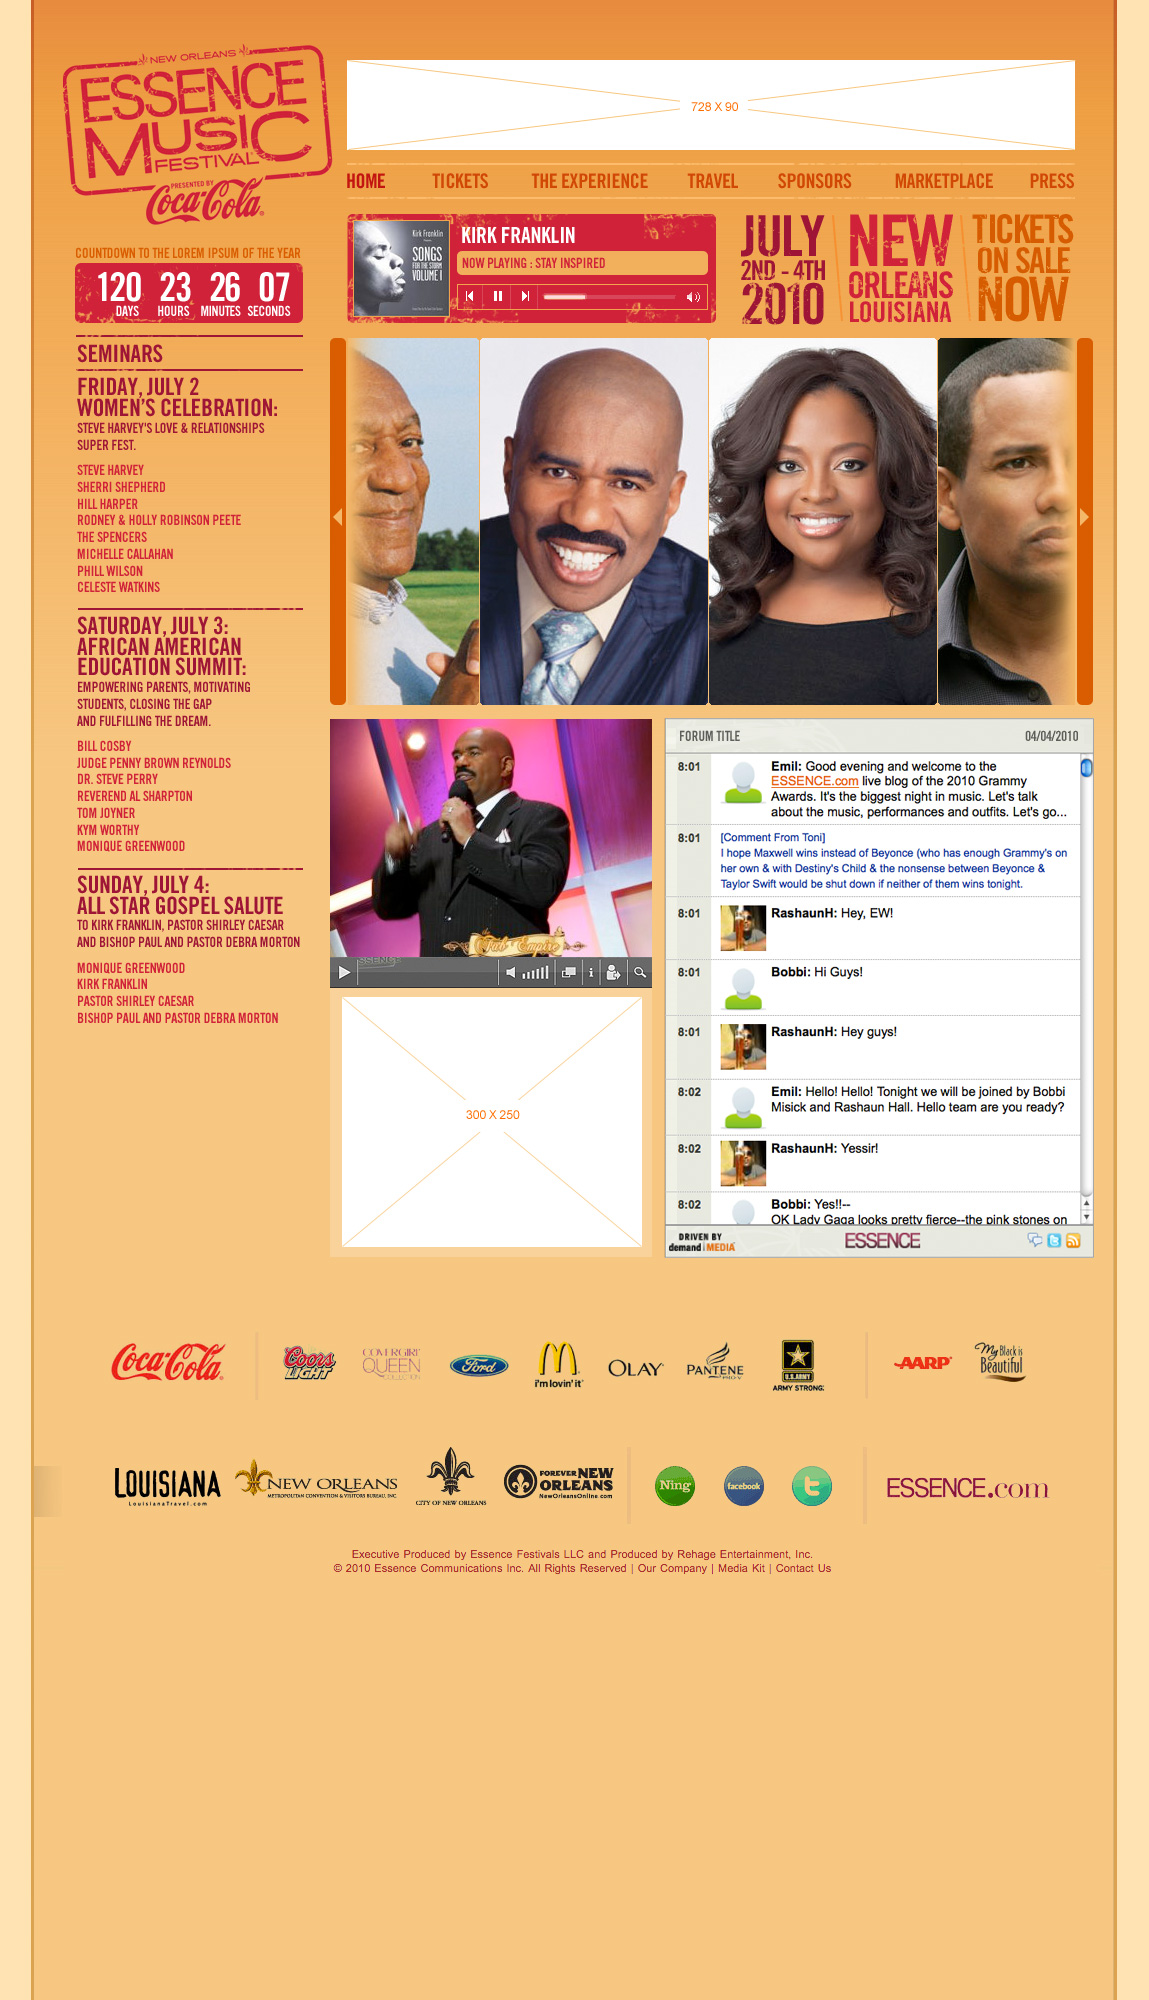 NEW ORLEANS
ESSENCE
MUSIC
FESTIVAL
PRESENTED BY
Coca-Cola
728 X 90
HOME TICKETS THE EXPERIENCE TRAVEL SPONSORS MARKETPLACE PRESS
COUNTDOWN TO THE LOREM IPSUM OF THE YEAR
120 23 26 07
DAYS HOURS MINUTES SECONDS
Kirk Franklin
SONGS
FOR THE STORM
VOLUME I
KIRK FRANKLIN
NOW PLAYING : STAY INSPIRED
JULY
2ND - 4TH
2010
NEW
ORLEANS
LOUISIANA
TICKETS
ON SALE
NOW
SEMINARS
FRIDAY, JULY 2
WOMEN'S CELEBRATION:
STEVE HARVEY'S LOVE & RELATIONSHIPS
SUPER FEST.
STEVE HARVEY
SHERRI SHEPHERD
HILL HARPER
RODNEY & HOLLY ROBINSON PEETE
THE SPENCERS
MICHELLE CALLAHAN
PHILL WILSON
CELESTE WATKINS
SATURDAY, JULY 3:
AFRICAN AMERICAN
EDUCATION SUMMIT:
EMPOWERING PARENTS, MOTIVATING
STUDENTS, CLOSING THE GAP
AND FULFILLING THE DREAM.
BILL COSBY
JUDGE PENNY BROWN REYNOLDS
DR. STEVE PERRY
REVEREND AL SHARPTON
TOM JOYNER
KYM WORTHY
MONIQUE GREENWOOD
SUNDAY, JULY 4:
ALL STAR GOSPEL SALUTE
TO KIRK FRANKLIN, PASTOR SHIRLEY CAESAR
AND BISHOP PAUL AND PASTOR DEBRA MORTON
MONIQUE GREENWOOD
KIRK FRANKLIN
PASTOR SHIRLEY CAESAR
BISHOP PAUL AND PASTOR DEBRA MORTON
300 X 250
FORUM TITLE 04/04/2010
8:01 Emil: Good evening and welcome to the
ESSENCE.com live blog of the 2010 Grammy
Awards. It's the biggest night in music. Let's talk
about the music, performances and outfits. Let's go...
8:01 [Comment From Toni]
I hope Maxwell wins instead of Beyonce (who has enough Grammy's on
her own & with Destiny's Child & the nonsense between Beyonce &
Taylor Swift would be shut down if neither of them wins tonight.
8:01 RashaunH: Hey, EW!
8:01 Bobbi: Hi Guys!
8:01 RashaunH: Hey guys!
8:02 Emil: Hello! Hello! Tonight we will be joined by Bobbi
Misick and Rashaun Hall. Hello team are you ready?
8:02 RashaunH: Yessir!
8:02 Bobbi: Yes!!--
OK Lady Gaga looks pretty fierce--the pink stones on
DRIVEN BY
demand MEDIA
ESSENCE
Coca-Cola
Coors
LIGHT
COVERGIRL
QUEEN
COLLECTION
Ford
i'm lovin' it
OLAY
PANTENE
PRO-V
U.S. ARMY
ARMY STRONG
AARP
My Black is
Beautiful
LOUISIANA
LouisianaTravel.com
NEW ORLEANS
METROPOLITAN CONVENTION & VISITORS BUREAU, INC.
CITY OF NEW ORLEANS
FOREVER NEW
ORLEANS
NewOrleansOnline.com
Ning
facebook
t
ESSENCE.com
Executive Produced by Essence Festivals LLC and Produced by Rehage Entertainment, Inc.
© 2010 Essence Communications Inc. All Rights Reserved | Our Company | Media Kit | Contact Us